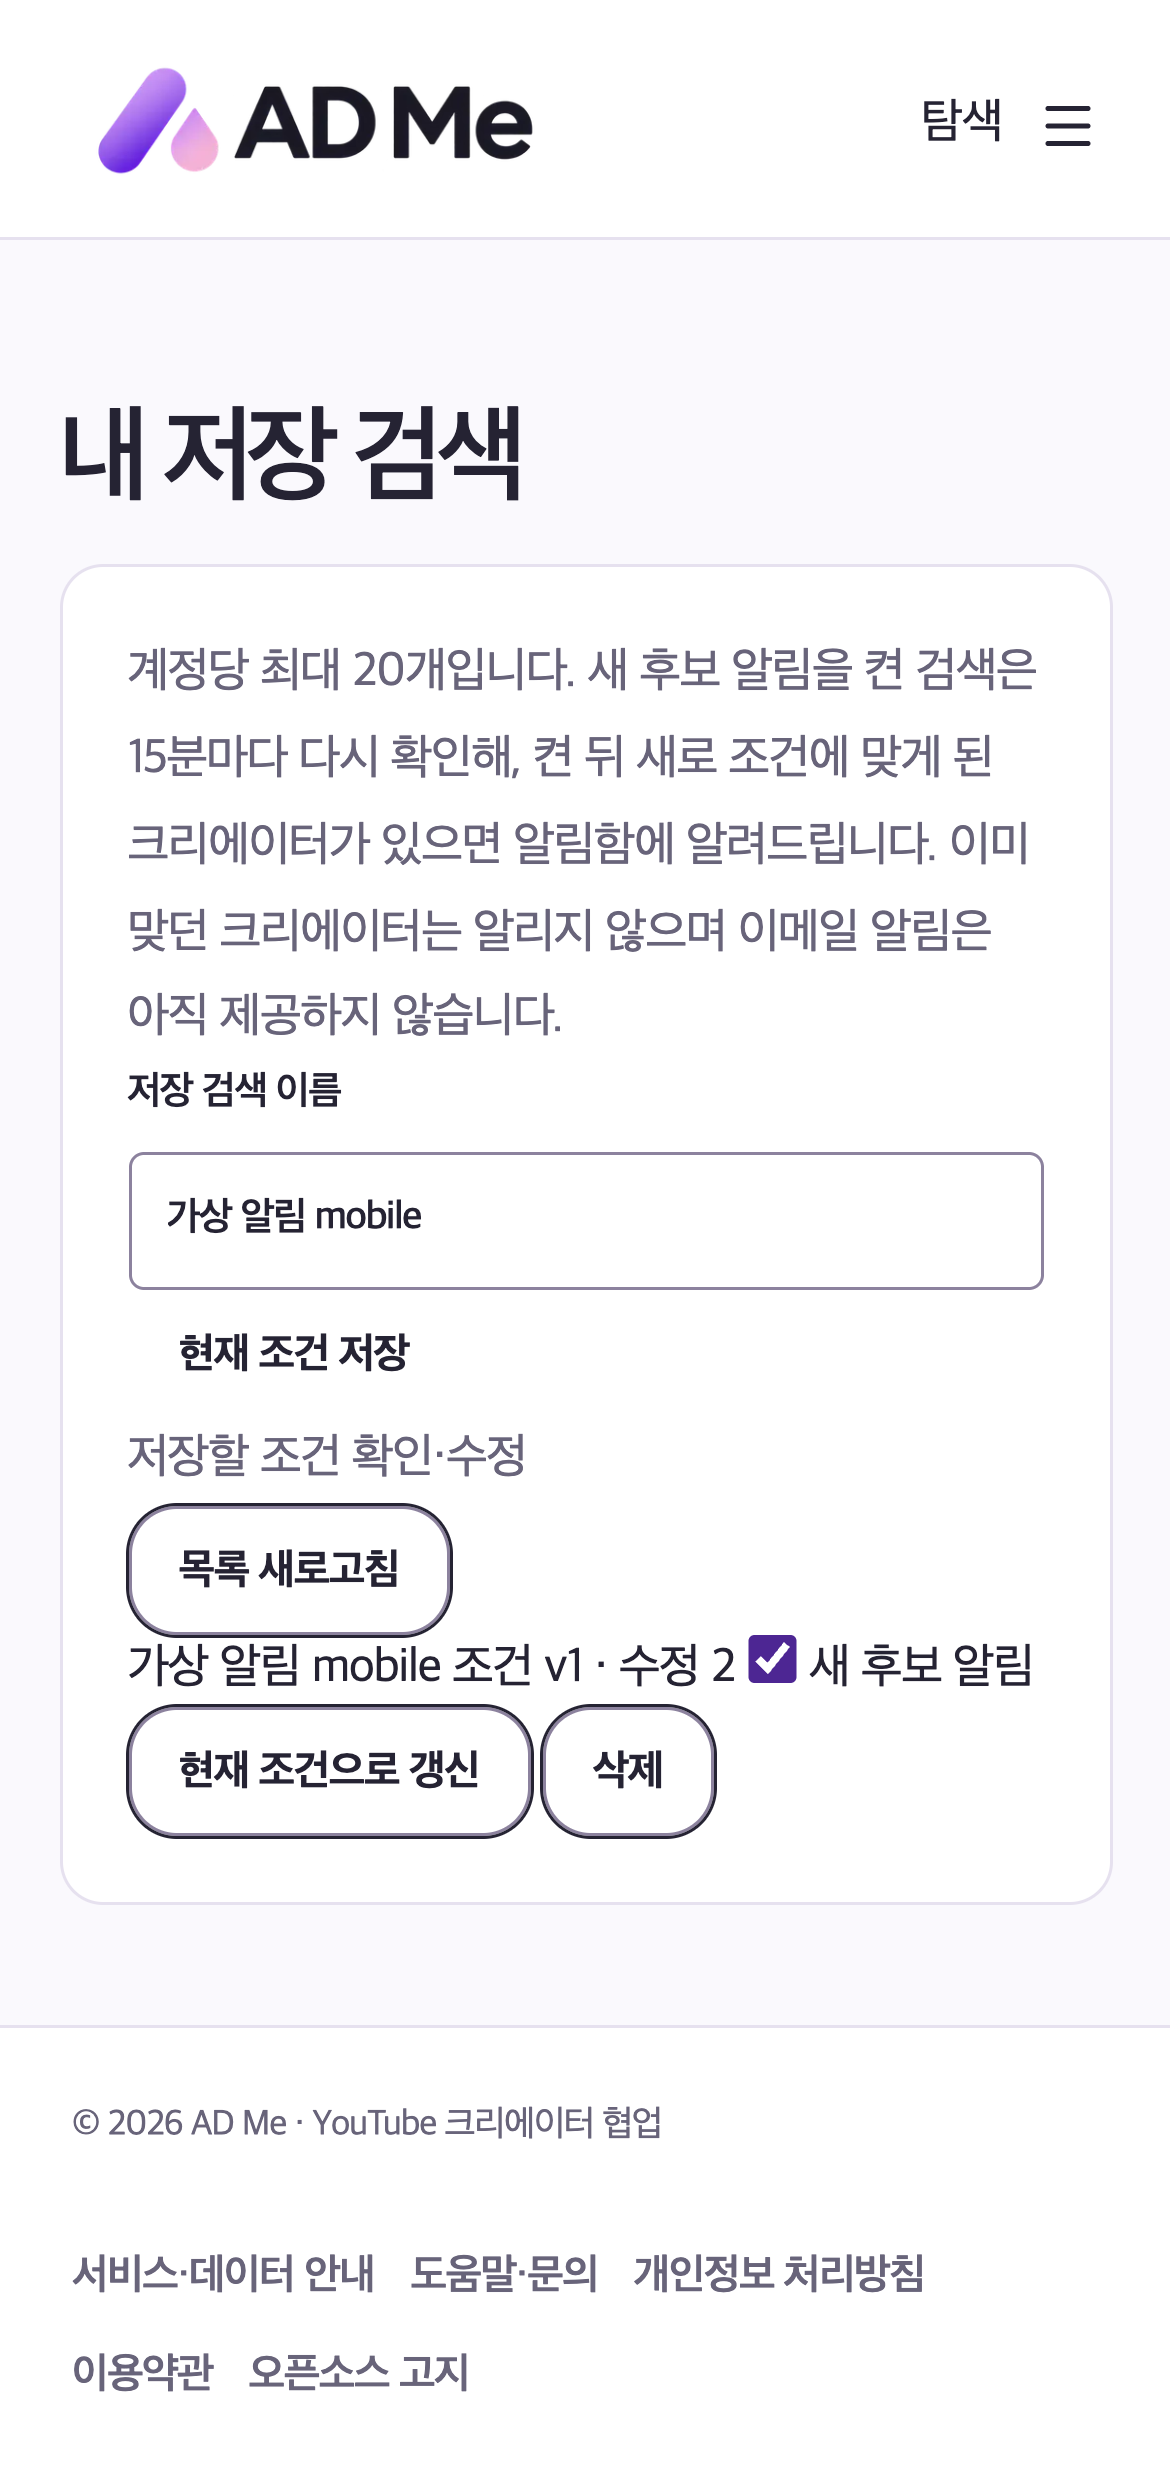 AD Me
탐색
내 저장 검색
계정당 최대 20개입니다. 새 후보 알림을 켠 검색은
15분마다 다시 확인해, 켠 뒤 새로 조건에 맞게 된
크리에이터가 있으면 알림함에 알려드립니다. 이미
맞던 크리에이터는 알리지 않으며 이메일 알림은
아직 제공하지 않습니다.
저장 검색 이름
가상 알림 mobile
현재 조건 저장
저장할 조건 확인·수정
목록 새로고침
가상 알림 mobile 조건 v1 · 수정 2 새 후보 알림
현재 조건으로 갱신 삭제
© 2026 AD Me · YouTube 크리에이터 협업
서비스·데이터 안내 도움말·문의 개인정보 처리방침
이용약관 오픈소스 고지